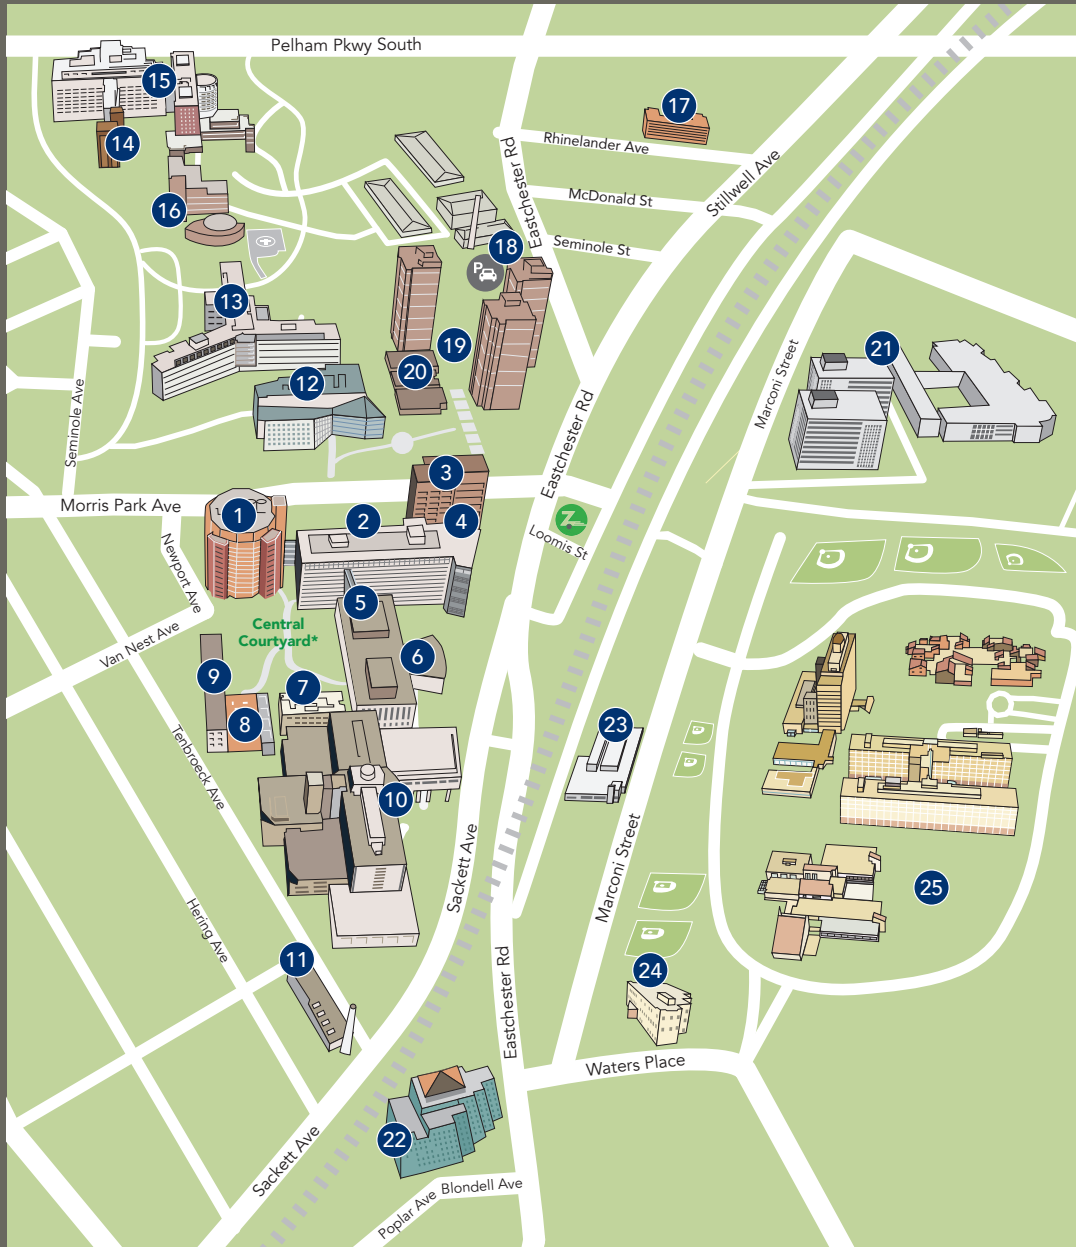 Pelham Pkwy South
15
17
14
Rhinelander Ave
Eastchester Rd
Stillwell Ave
McDonald St
16
18
Seminole St
P
13
19
21
20
12
Marconi Street
Seminole Ave
Eastchester Rd
3
Morris Park Ave
1
2
4
Z
Loomis St
Newport Ave
5
Central
Courtyard*
Van Nest Ave
6
9
7
8
23
Tenbroeck Ave
10
Sackett Ave
Marconi Street
25
Hering Ave
11
24
Eastchester Rd
Waters Place
22
Sackett Ave
Blondell Ave
Poplar Ave